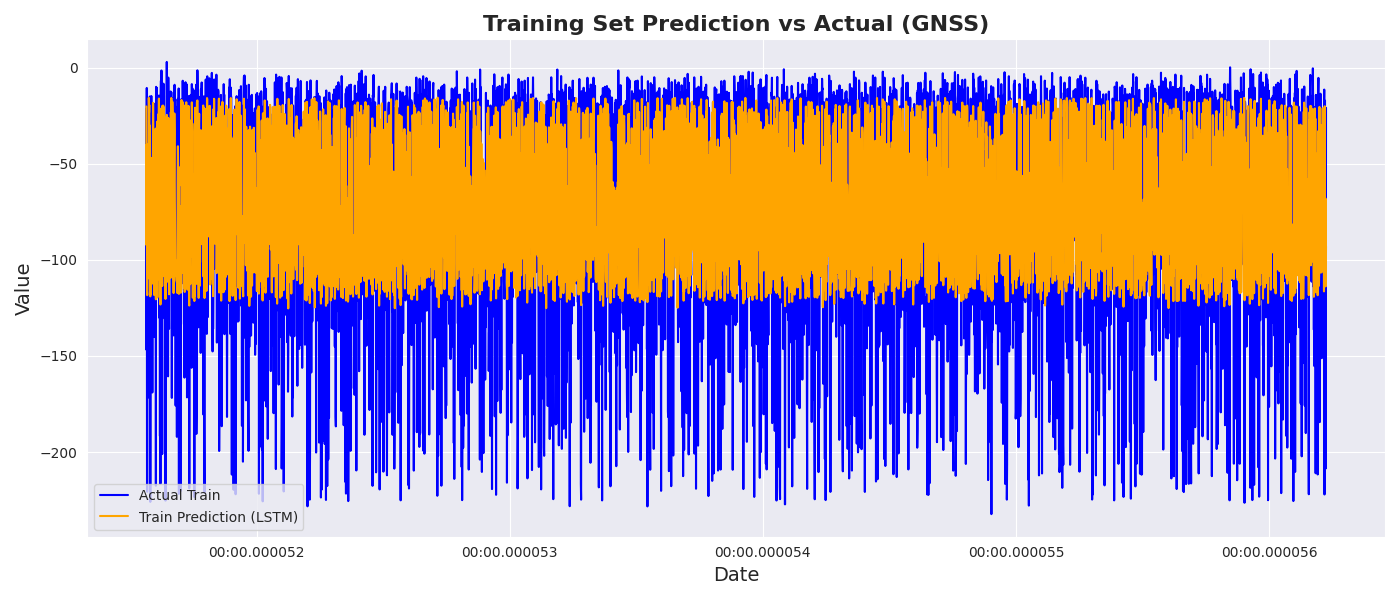 Training Set Prediction vs Actual (GNSS)
Value
0
−50
−100
−150
−200
Actual Train
Train Prediction (LSTM)
00:00.000052
00:00.000053
00:00.000054
00:00.000055
00:00.000056
Date